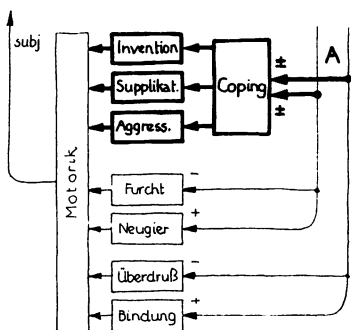 subj
Invention
Supplikat.
Aggress.
Coping
±
±
A
Motorik
Furcht
−
Neugier
+
Überdruß
−
Bindung
+